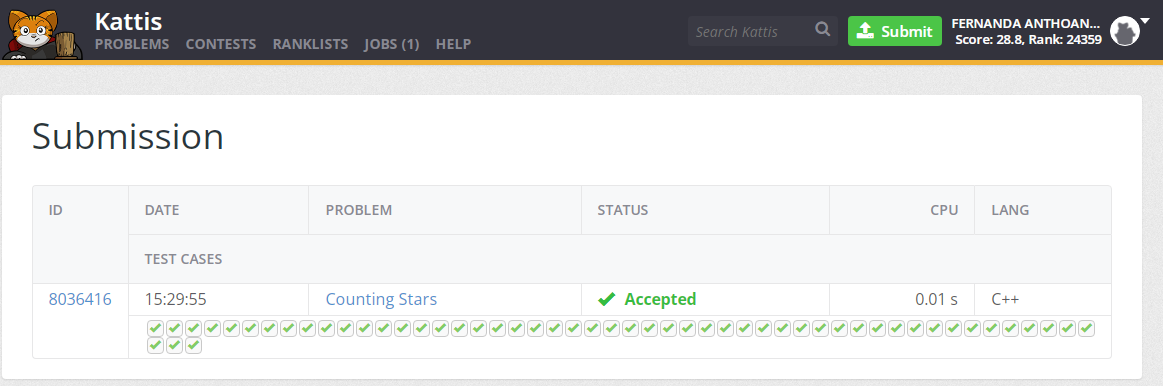 Kattis
PROBLEMS CONTESTS RANKLISTS JOBS (1) HELP
Search Kattis
Submit
FERNANDA ANTHOAN...
Score: 28.8, Rank: 24359
Submission
ID DATE PROBLEM STATUS CPU LANG
TEST CASES
8036416 15:29:55 Counting Stars Accepted 0.01 s C++